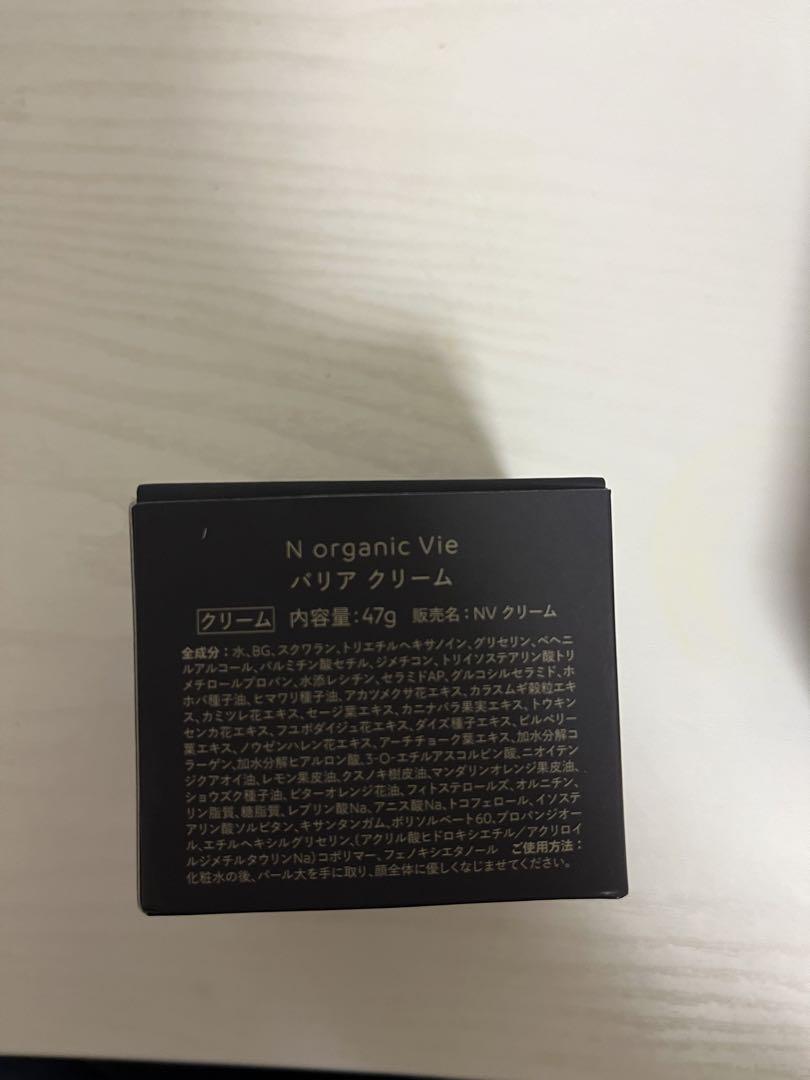 N organic Vie
バリア クリーム
クリーム 内容量:47g 販売名:NV クリーム
全成分:水、BG、スクワラン、トリエチルヘキサノイン、グリセリン、ベヘニ
ルアルコール、パルミチン酸セチル、ジメチコン、トリイソステアリン酸トリ
メチロールプロパン、水添レシチン、セラミドAP、グルコシルセラミド、ホ
ホバ種子油、ヒマワリ種子油、アカツメクサ花エキス、カラスムギ穀粒エキ
ス、カミツレ花エキス、セージ葉エキス、カニナバラ果実エキス、トウキン
センカ花エキス、フユボダイジュ花エキス、ダイズ種子エキス、ビルベリー
葉エキス、ノウゼンハレン花エキス、アーチチョーク葉エキス、加水分解コ
ラーゲン、加水分解ヒアルロン酸、3-O-エチルアスコルビン酸、ニオイテン
ジクアオイ油、レモン果皮油、クスノキ樹皮油、マンダリンオレンジ果皮油、
ショウズク種子油、ビターオレンジ花油、フィトステロールズ、オルニチン、
リン脂質、糖脂質、レブリン酸Na、アニス酸Na、トコフェロール、イソステ
アリン酸ソルビタン、キサンタンガム、ポリソルベート60、プロパンジオー
ル、エチルヘキシルグリセリン、(アクリル酸ヒドロキシエチル/アクリロイ
ルジメチルタウリンNa)コポリマー、フェノキシエタノール ご使用方法:
化粧水の後、パール大を手に取り、顔全体に優しくなじませてください。